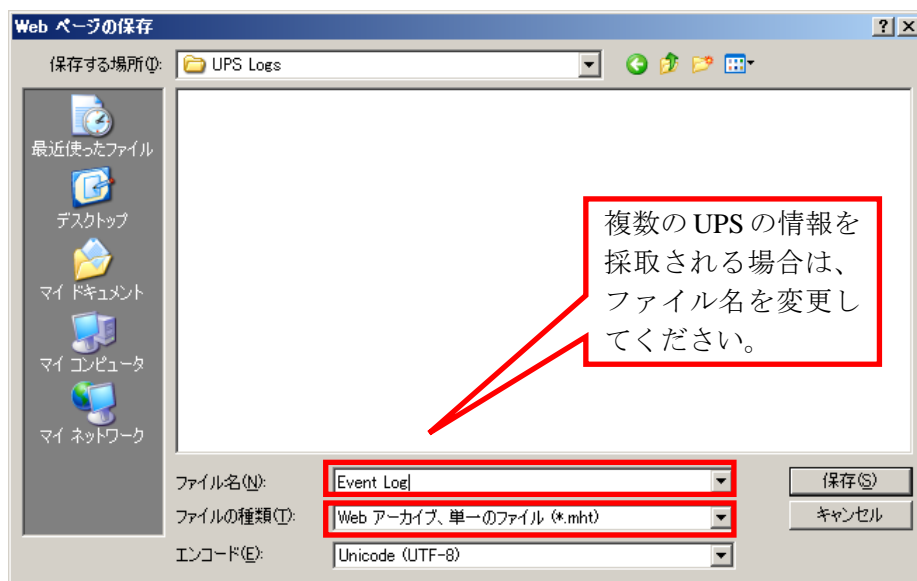 Web ページの保存
保存する場所(I):
UPS Logs
最近使ったファイル
デスクトップ
マイ ドキュメント
マイ コンピュータ
マイ ネットワーク
複数の UPS の情報を
採取される場合は、
ファイル名を変更し
てください。
ファイル名(N):
Event Log
保存(S)
ファイルの種類(T):
Web アーカイブ、単一のファイル (*.mht)
キャンセル
エンコード(E):
Unicode (UTF-8)